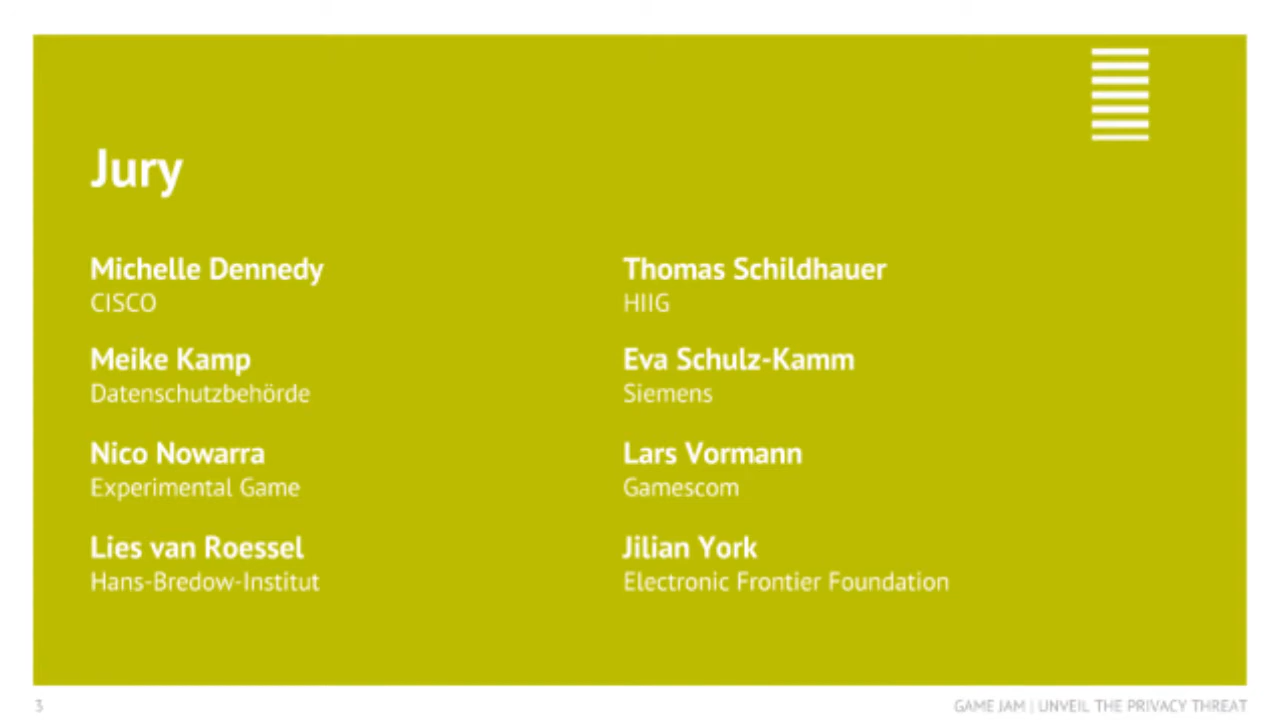 Jury
Michelle Dennedy
CISCO
Meike Kamp
Datenschutzbehörde
Nico Nowarra
Experimental Game
Lies van Roessel
Hans-Bredow-Institut
Thomas Schildhauer
HIIG
Eva Schulz-Kamm
Siemens
Lars Vormann
Gamescom
Jilian York
Electronic Frontier Foundation
3
GAME JAM | UNVEIL THE PRIVACY THREAT